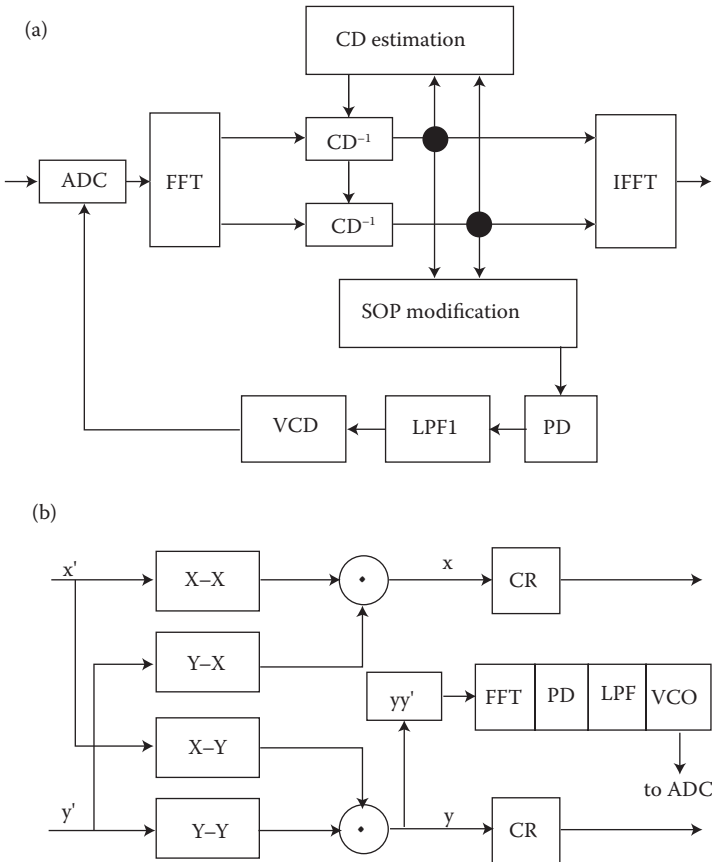 (a)
CD estimation
CD⁻¹
ADC
FFT
IFFT
CD⁻¹
SOP modification
VCD
LPF1
PD
(b)
x'
X–X
x
CR
Y–X
yy'
FFT
PD
LPF
VCO
X–Y
to ADC
y'
Y–Y
y
CR